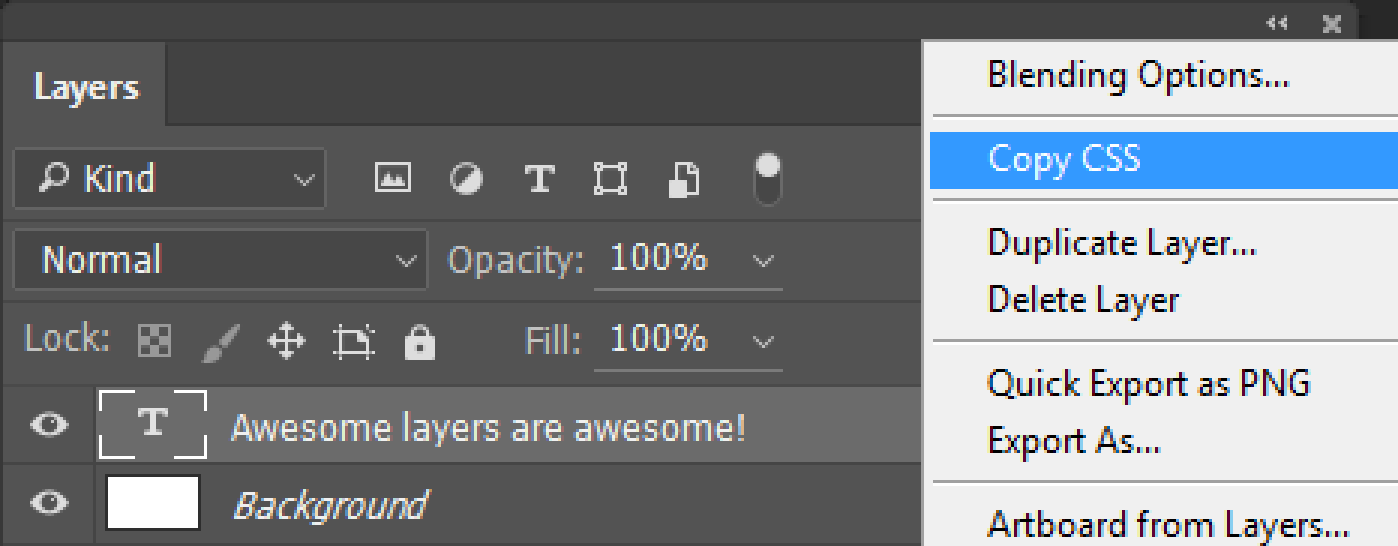 Layers
Kind
Normal
Opacity: 100%
Lock:
Fill: 100%
T
Awesome layers are awesome!
Background
Blending Options...
Copy CSS
Duplicate Layer...
Delete Layer
Quick Export as PNG
Export As...
Artboard from Layers...